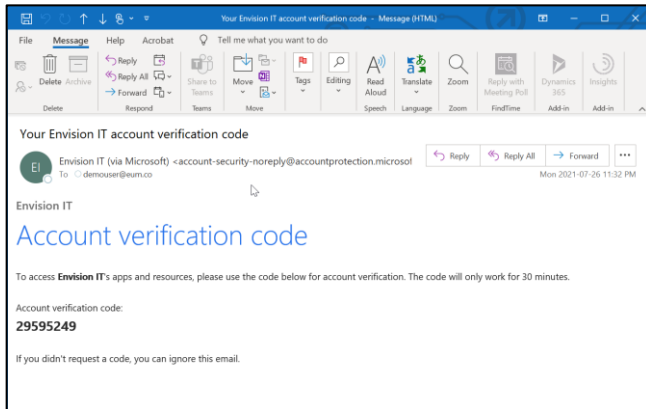 Your Envision IT account verification code - Message (HTML)
File Message Help Acrobat Tell me what you want to do
Delete Archive
Reply
Reply All
Forward
Share to Teams
Move
Tags
Editing
Read Aloud
Translate
Zoom
Reply with Meeting Poll
Dynamics 365
Insights
Delete Respond Teams Move Speech Language Zoom FindTime Add-in Add-in
Your Envision IT account verification code
EI
Envision IT (via Microsoft) <account-security-noreply@accountprotection.microsof
To demouser@eum.co
Reply Reply All Forward
Mon 2021-07-26 11:32 PM
Envision IT
Account verification code
To access Envision IT's apps and resources, please use the code below for account verification. The code will only work for 30 minutes.
Account verification code:
29595249
If you didn't request a code, you can ignore this email.